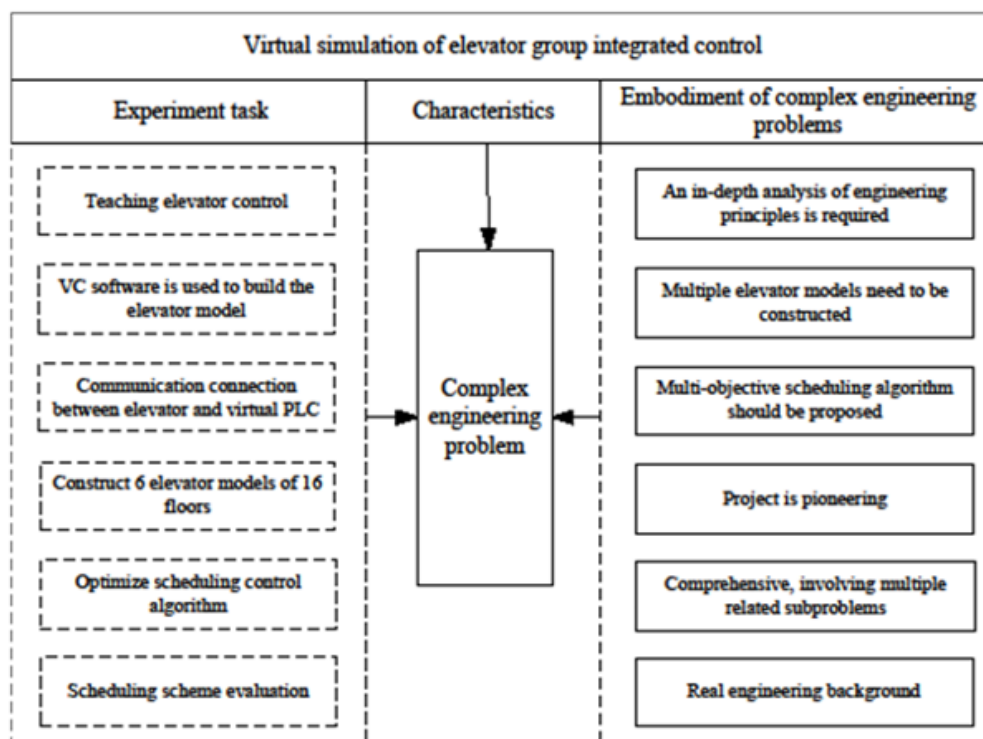 Virtual simulation of elevator group integrated control
Experiment task
Characteristics
Embodiment of complex engineering
problems
Teaching elevator control
VC software is used to build the
elevator model
Communication connection
between elevator and virtual PLC
Construct 6 elevator models of 16
floors
Optimize scheduling control
algorithm
Scheduling scheme evaluation
Complex
engineering
problem
An in-depth analysis of engineering
principles is required
Multiple elevator models need to be
constructed
Multi-objective scheduling algorithm
should be proposed
Project is pioneering
Comprehensive, involving multiple
related subproblems
Real engineering background